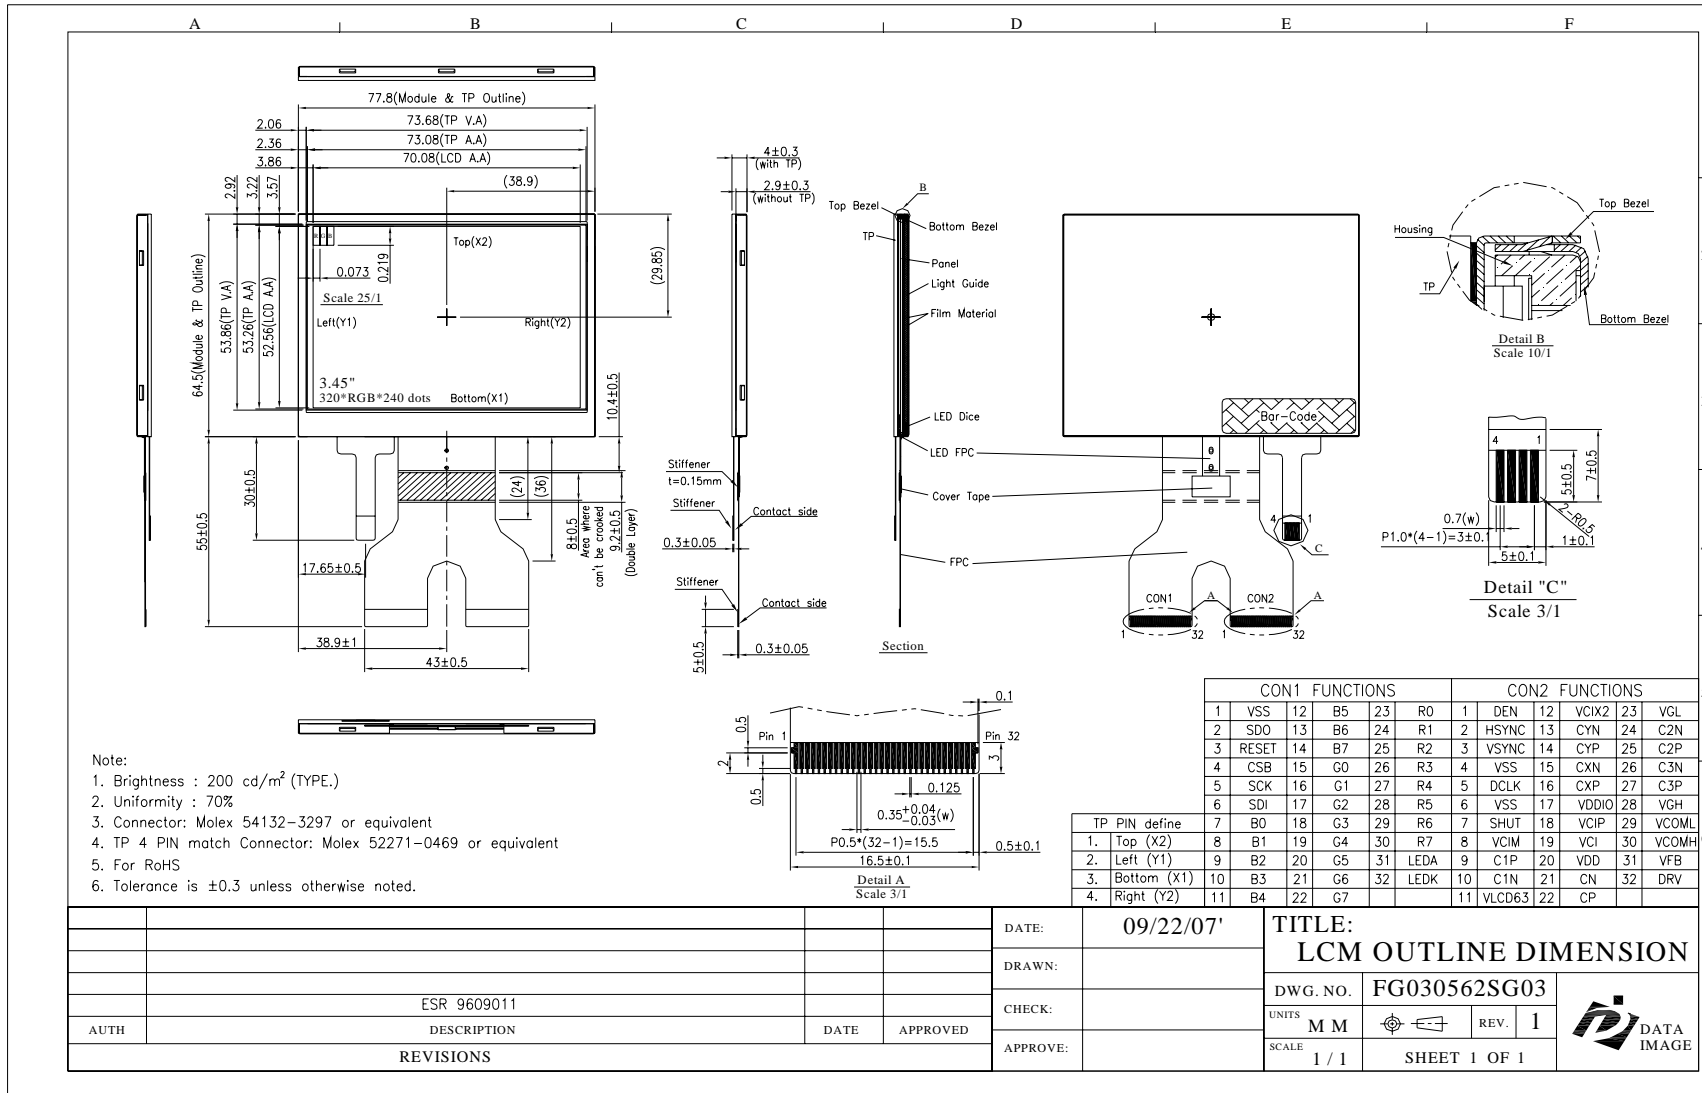 A B C D E F
77.8(Module & TP Outline)
2.06
73.68(TP V.A)
2.36
73.08(TP A.A)
3.86
70.08(LCD A.A)
(38.9)
2.92
3.22
3.57
64.5(Module & TP Outline)
53.86(TP V.A)
53.26(TP A.A)
52.56(LCD A.A)
R G B
0.073
0.219
Scale 25/1
Top(X2)
Left(Y1)
Right(Y2)
3.45"
320*RGB*240 dots
Bottom(X1)
(29.85)
10.4±0.5
30±0.5
55±0.5
17.65±0.5
38.9±1
43±0.5
(24)
(36)
8±0.5
Area where
can't be crooked
9.2±0.5
(Double Layer)
4±0.3
(with TP)
2.9±0.3
(without TP)
Stiffener
t=0.15mm
Stiffener
Contact side
0.3±0.05
Stiffener
Contact side
5±0.5
0.3±0.05
B
Top Bezel
Bottom Bezel
TP
Panel
Light Guide
Film Material
LED Dice
LED FPC
Cover Tape
FPC
Section
Bar-Code
4 1
C
CON1
A
CON2
A
1 32 1 32
Housing
Top Bezel
TP
Bottom Bezel
Detail B
Scale 10/1
4 1
5±0.5
7±0.5
0.7(w)
2-R0.5
P1.0*(4-1)=3±0.1
1±0.1
5±0.1
Detail "C"
Scale 3/1
0.1
0.5
Pin 1
Pin 32
2
3
0.5
0.125
0.35+0.04-0.03(w)
P0.5*(32-1)=15.5
0.5±0.1
16.5±0.1
Detail A
Scale 3/1
Note:
1. Brightness : 200 cd/m² (TYPE.)
2. Uniformity : 70%
3. Connector: Molex 54132-3297 or equivalent
4. TP 4 PIN match Connector: Molex 52271-0469 or equivalent
5. For RoHS
6. Tolerance is ±0.3 unless otherwise noted.
TP PIN define
1. Top (X2)
2. Left (Y1)
3. Bottom (X1)
4. Right (Y2)
CON1 FUNCTIONS CON2 FUNCTIONS
1 VSS 12 B5 23 R0 1 DEN 12 VCIX2 23 VGL
2 SDO 13 B6 24 R1 2 HSYNC 13 CYN 24 C2N
3 RESET 14 B7 25 R2 3 VSYNC 14 CYP 25 C2P
4 CSB 15 G0 26 R3 4 VSS 15 CXN 26 C3N
5 SCK 16 G1 27 R4 5 DCLK 16 CXP 27 C3P
6 SDI 17 G2 28 R5 6 VSS 17 VDDIO 28 VGH
7 B0 18 G3 29 R6 7 SHUT 18 VCIP 29 VCOML
8 B1 19 G4 30 R7 8 VCIM 19 VCI 30 VCOMH
9 B2 20 G5 31 LEDA 9 C1P 20 VDD 31 VFB
10 B3 21 G6 32 LEDK 10 C1N 21 CN 32 DRV
11 B4 22 G7 11 VLCD63 22 CP
ESR 9609011
AUTH DESCRIPTION DATE APPROVED
REVISIONS
DATE: 09/22/07'
DRAWN:
CHECK:
APPROVE:
TITLE:
LCM OUTLINE DIMENSION
DWG. NO. FG030562SG03
UNITS M M REV. 1
SCALE 1 / 1 SHEET 1 OF 1
DATA
IMAGE